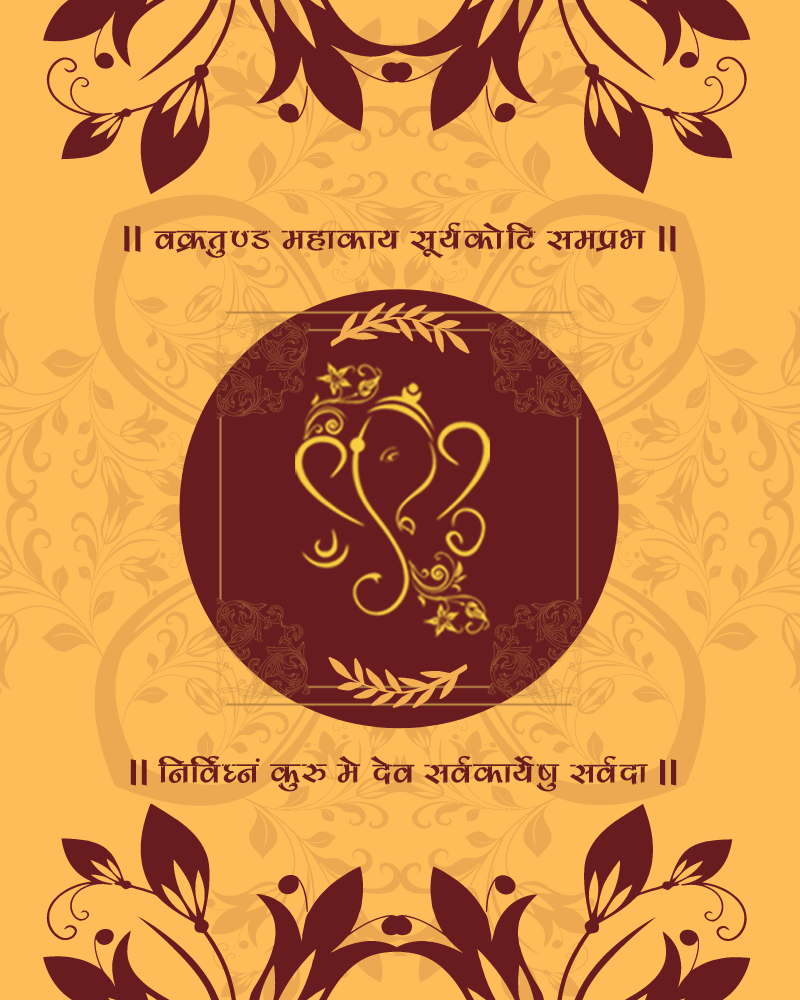 || वक्रतुण्ड महाकाय सूर्यकोटि समप्रभ ||
|| निर्विघ्नं कुरु मे देव सर्वकार्येषु सर्वदा ||